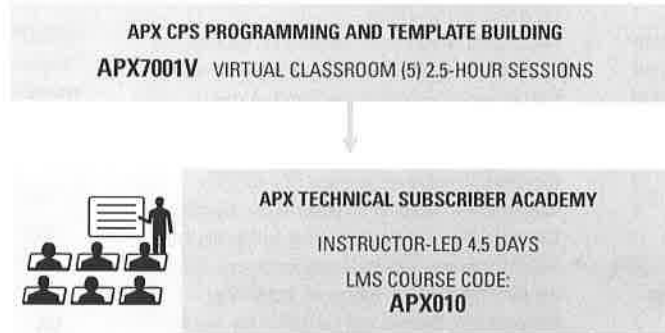 APX CPS PROGRAMMING AND TEMPLATE BUILDING
APX7001V VIRTUAL CLASSROOM (5) 2.5-HOUR SESSIONS
APX TECHNICAL SUBSCRIBER ACADEMY
INSTRUCTOR-LED 4.5 DAYS
LMS COURSE CODE:
APX010